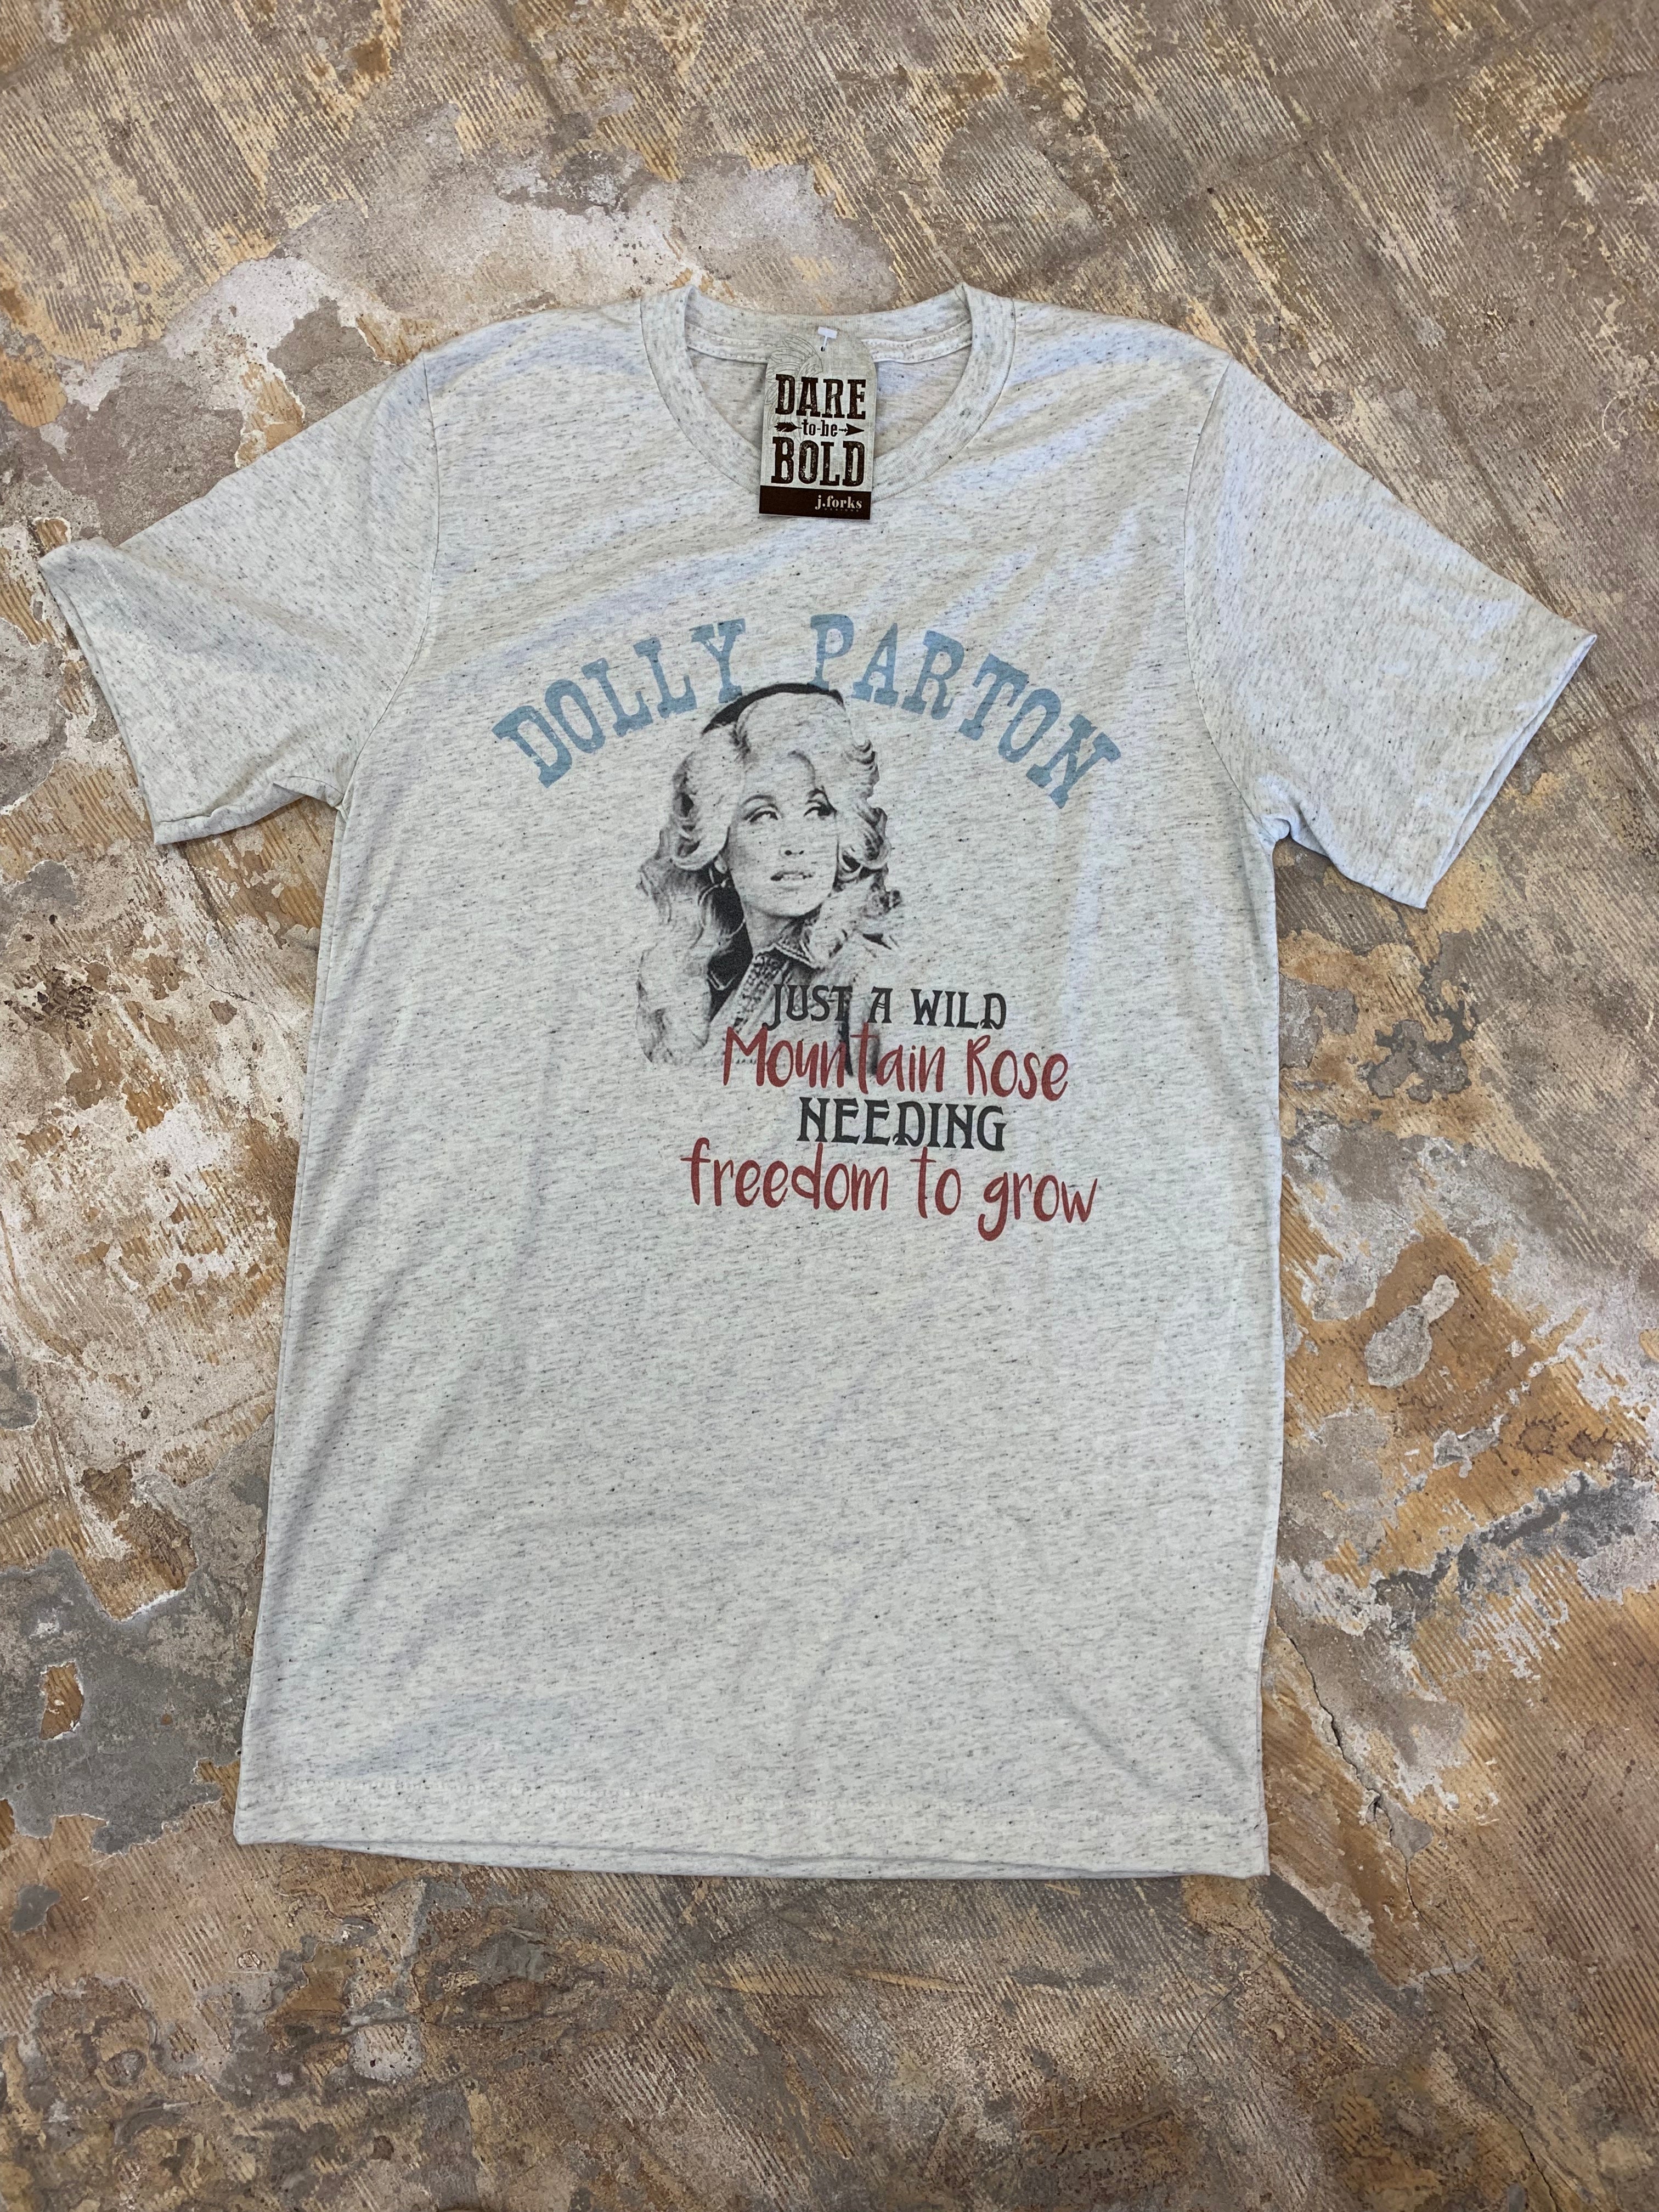 DARE
to-be
BOLD
j.forks
DOLLY PARTON
JUST A WILD
Mountain Rose
NEEDING
freedom to grow